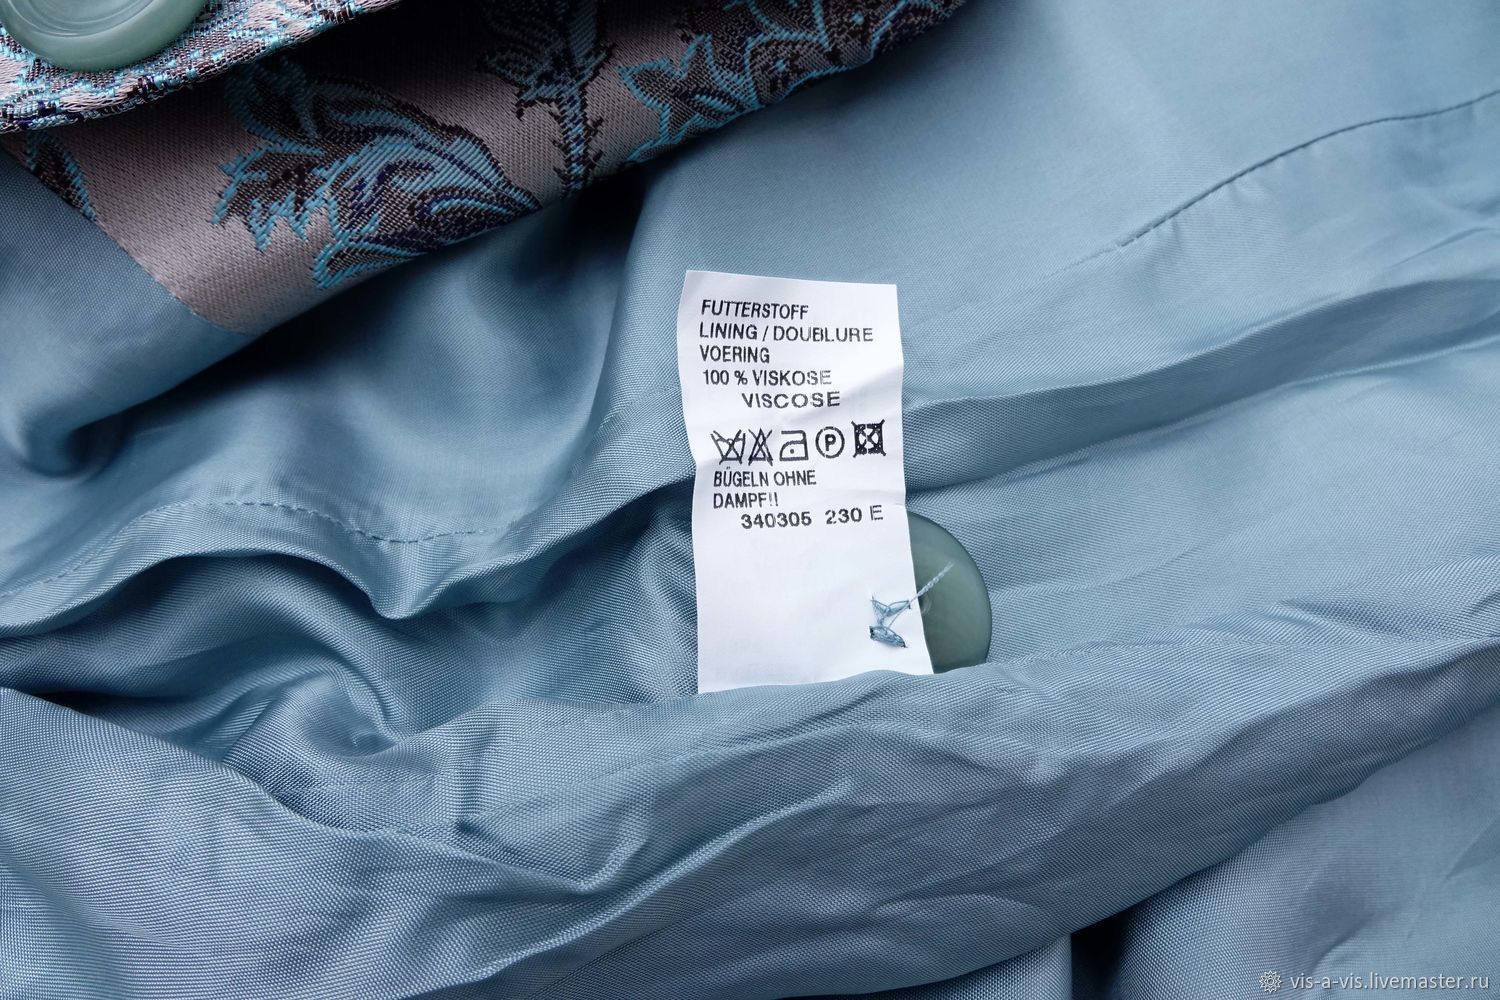 FUTTERSTOFF
LINING / DOUBLURE
VOERING
100 % VISKOSE
VISCOSE
P
BÜGELN OHNE
DAMPF!!
340305 230 E
vis-a-vis.livemaster.ru